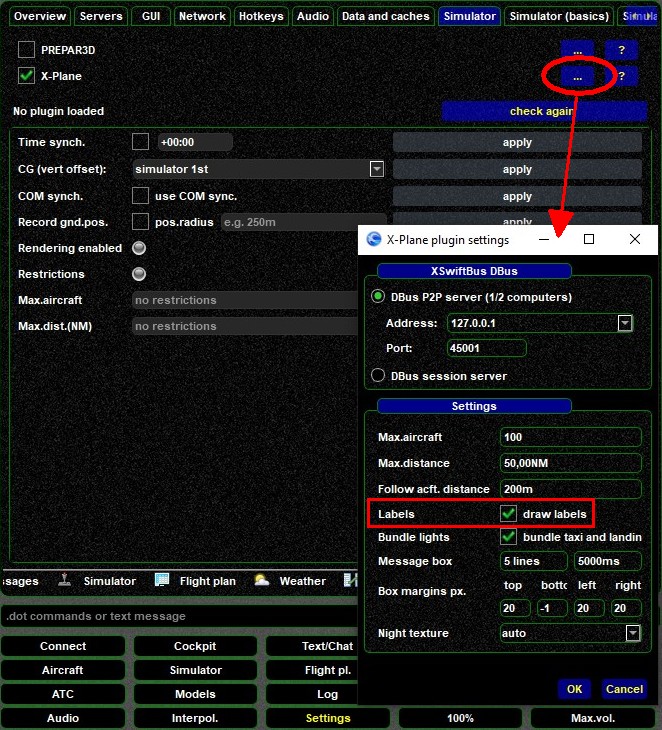 Overview Servers GUI Network Hotkeys Audio Data and caches Simulator Simulator (basics)
PREPAR3D ... ?
X-Plane ... ?
No plugin loaded check again
Time synch. +00:00 apply
CG (vert offset): simulator 1st apply
COM synch. use COM sync. apply
Record gnd.pos. pos.radius e.g. 250m apply
Rendering enabled
Restrictions
Max.aircraft no restrictions
Max.dist.(NM) no restrictions
X-Plane plugin settings
XSwiftBus DBus
DBus P2P server (1/2 computers)
Address: 127.0.0.1
Port: 45001
DBus session server
Settings
Max.aircraft 100
Max.distance 50,00NM
Follow acft. distance 200m
Labels draw labels
Bundle lights bundle taxi and landin
Message box 5 lines 5000ms
top botto left right
Box margins px. 20 -1 20 20
Night texture auto
OK Cancel
ssages Simulator Flight plan Weather
.dot commands or text message
Connect Cockpit Text/Chat
Aircraft Simulator Flight pl.
ATC Models Log
Audio Interpol. Settings 100% Max.vol.